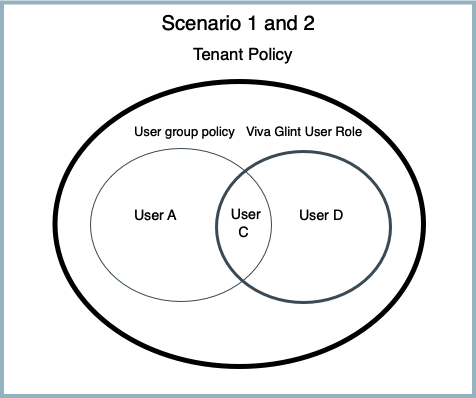 Scenario 1 and 2
Tenant Policy
User group policy Viva Glint User Role
User A
User
C
User D